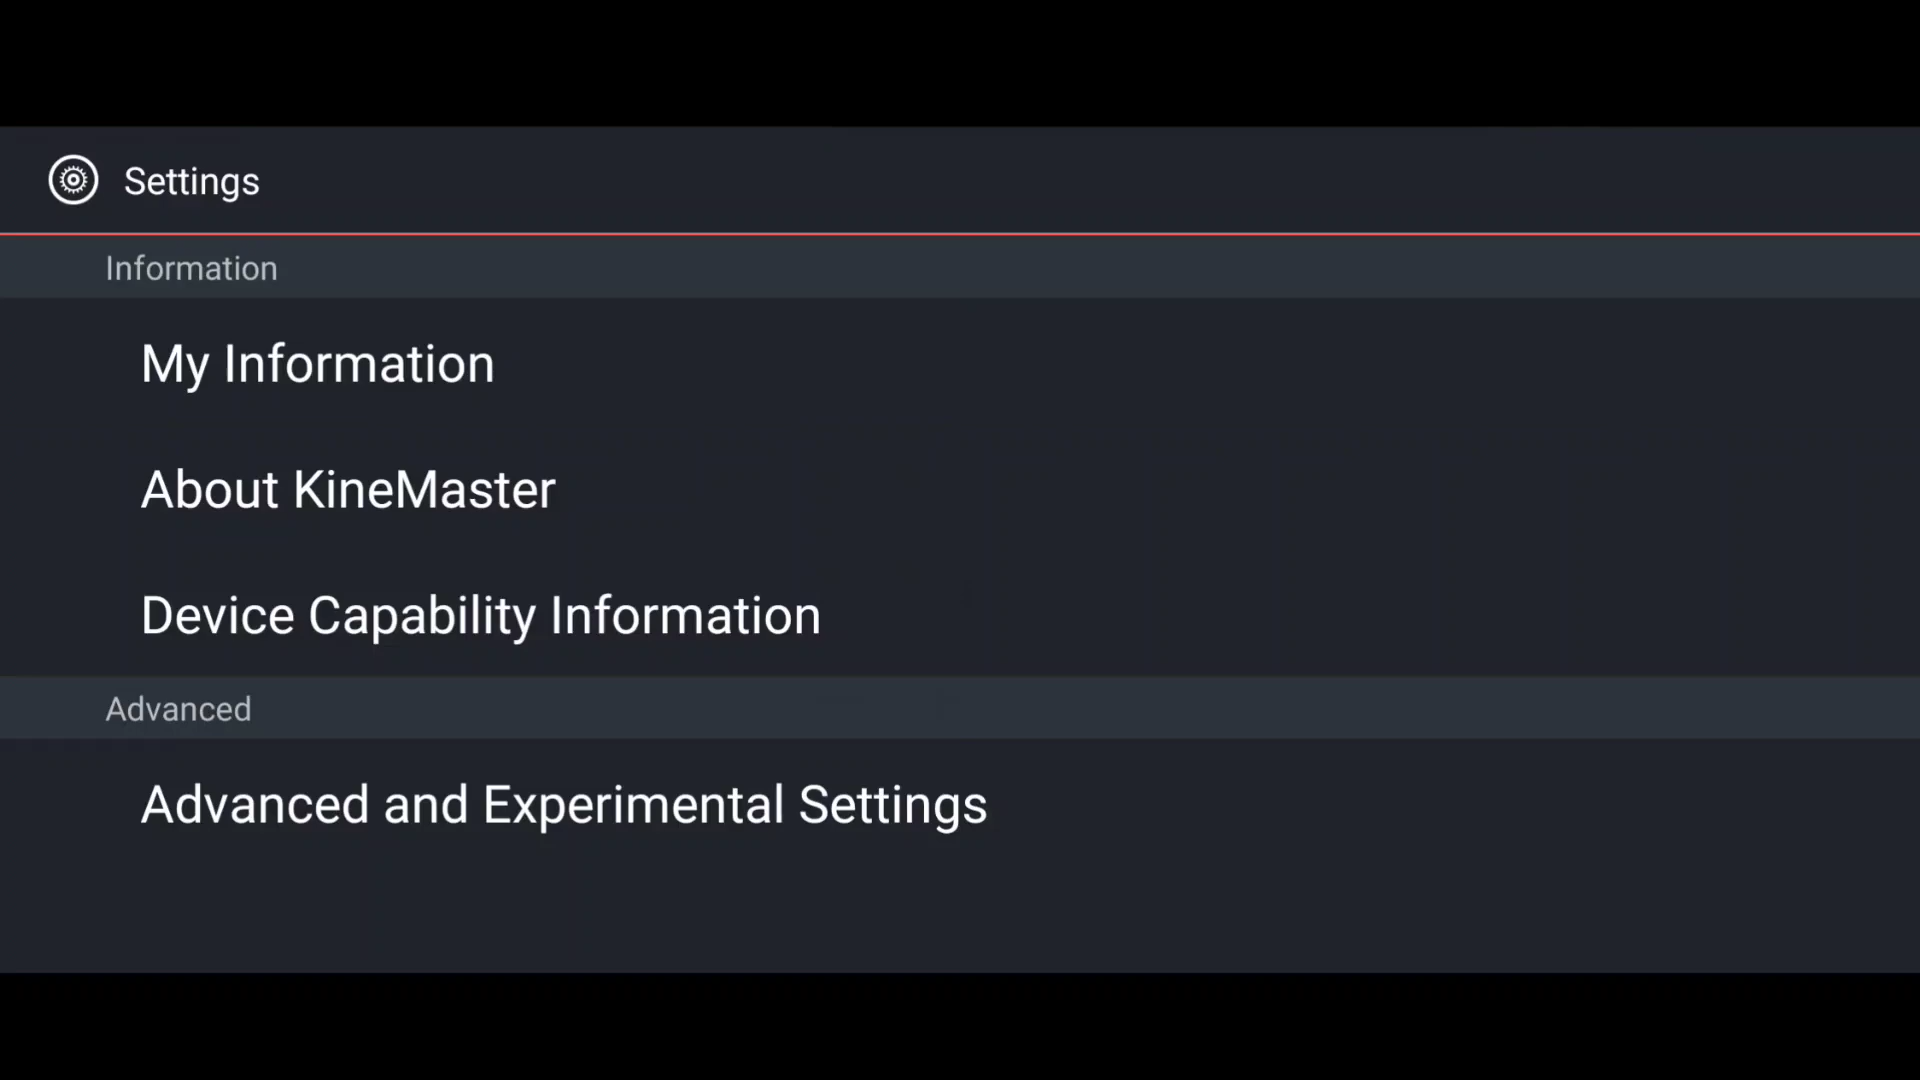 Settings
Information
My Information
About KineMaster
Device Capability Information
Advanced
Advanced and Experimental Settings